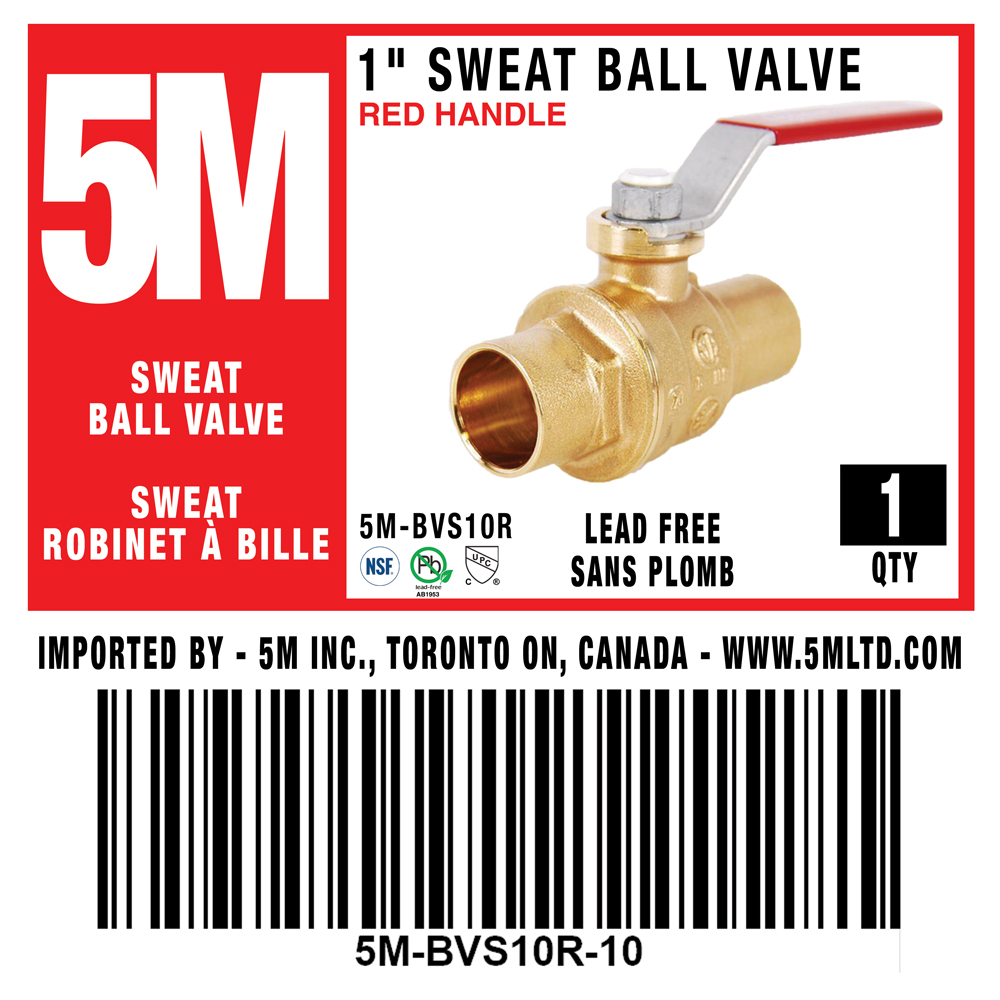 5M
SWEAT
BALL VALVE
SWEAT
ROBINET À BILLE
1" SWEAT BALL VALVE
RED HANDLE
5M-BVS10R
NSF®
Pb
lead-free
AB1953
UPC
C ®
LEAD FREE
SANS PLOMB
1
QTY
IMPORTED BY - 5M INC., TORONTO ON, CANADA - WWW.5MLTD.COM
5M-BVS10R-10